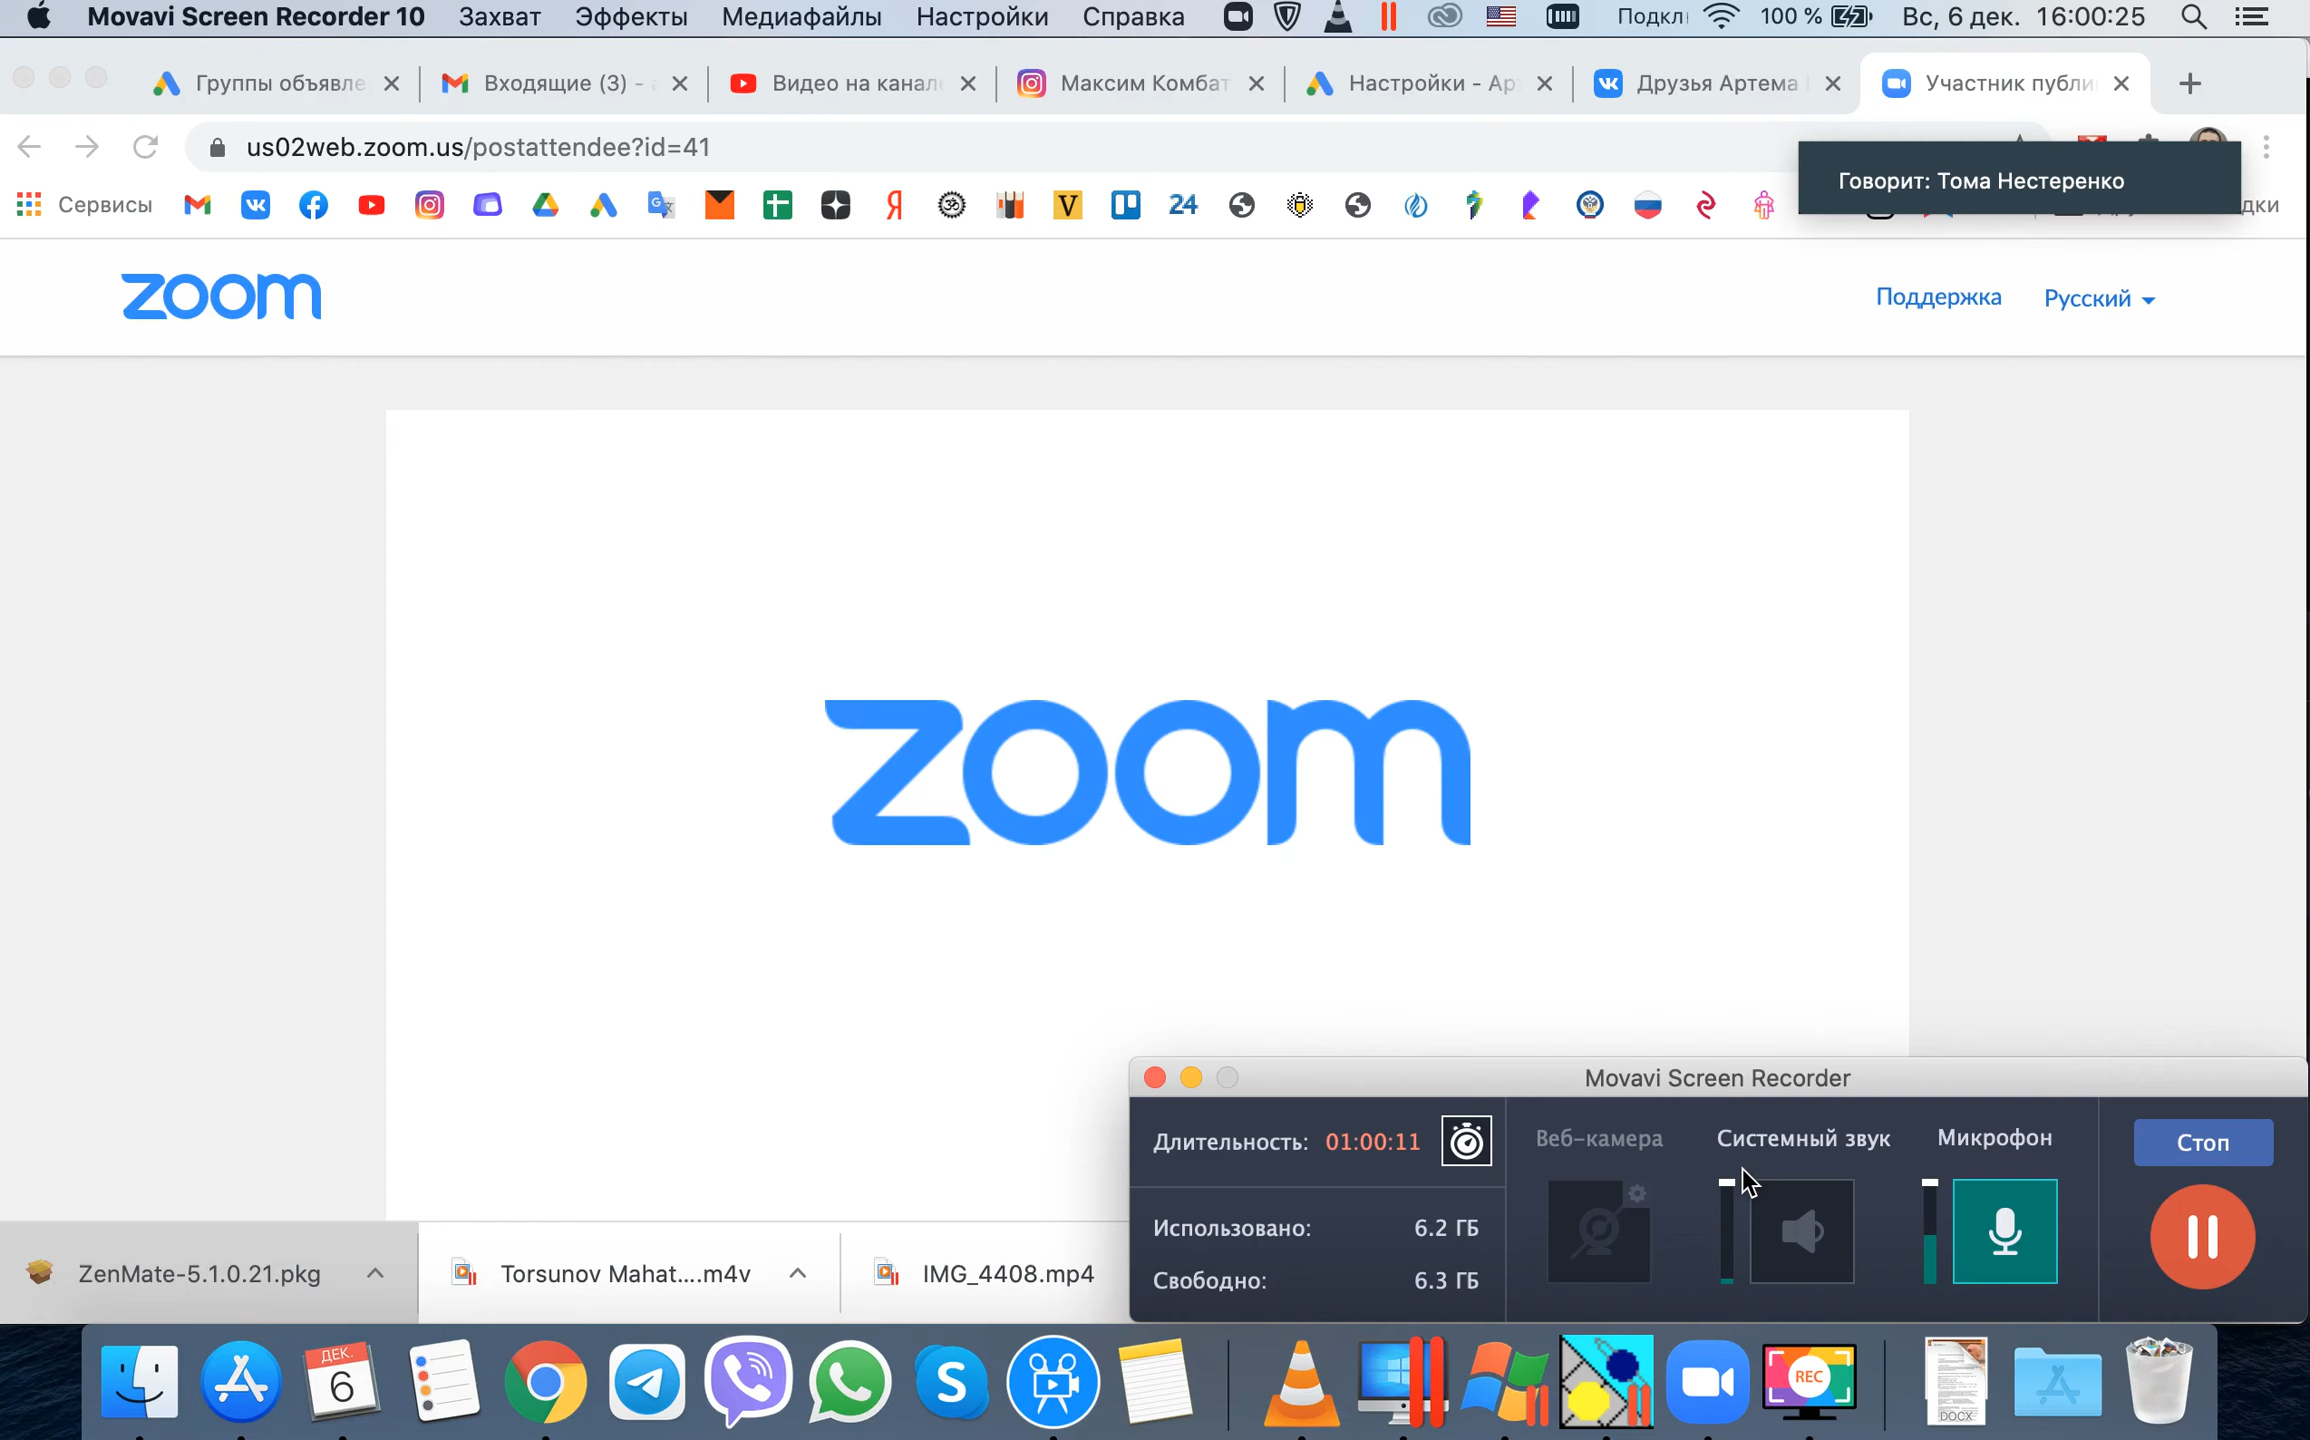 Movavi Screen Recorder 10 Захват Эффекты Медиафайлы Настройки Справка Подкл 100 % Вс, 6 дек. 16:00:25
Группы объявле Входящие (3) - Видео на канал Максим Комбат Настройки - Ар Друзья Артема Участник публи
us02web.zoom.us/postattendee?id=41
Говорит: Тома Нестеренко
Сервисы 24 дки
zoom
Поддержка Русский
zoom
Movavi Screen Recorder
Длительность: 01:00:11
Веб-камера Системный звук Микрофон Стоп
Использовано: 6.2 ГБ
Свободно: 6.3 ГБ
ZenMate-5.1.0.21.pkg Torsunov Mahat....m4v IMG_4408.mp4
ДЕК.
6
REC
DOCX